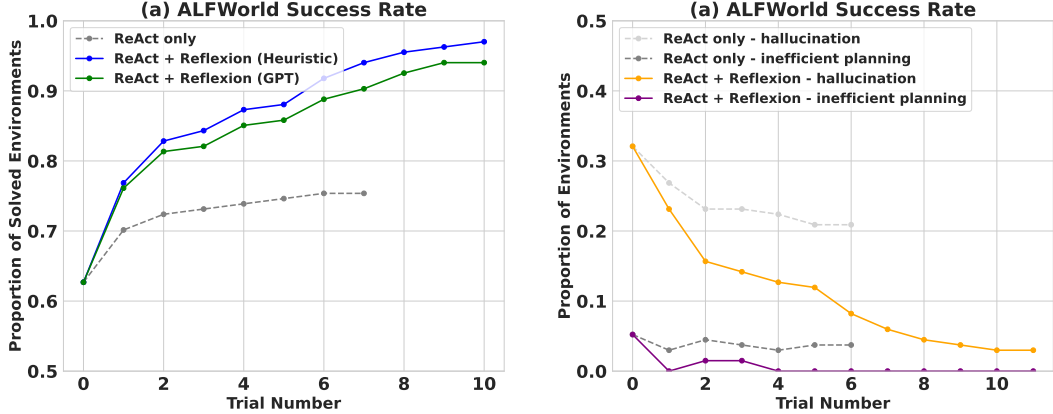 (a) ALFWorld Success Rate
Proportion of Solved Environments
1.0
0.9
0.8
0.7
0.6
0.5
ReAct only
ReAct + Reflexion (Heuristic)
ReAct + Reflexion (GPT)
0 2 4 6 8 10
Trial Number
(a) ALFWorld Success Rate
Proportion of Environments
0.5
0.4
0.3
0.2
0.1
0.0
ReAct only - hallucination
ReAct only - inefficient planning
ReAct + Reflexion - hallucination
ReAct + Reflexion - inefficient planning
0 2 4 6 8 10
Trial Number